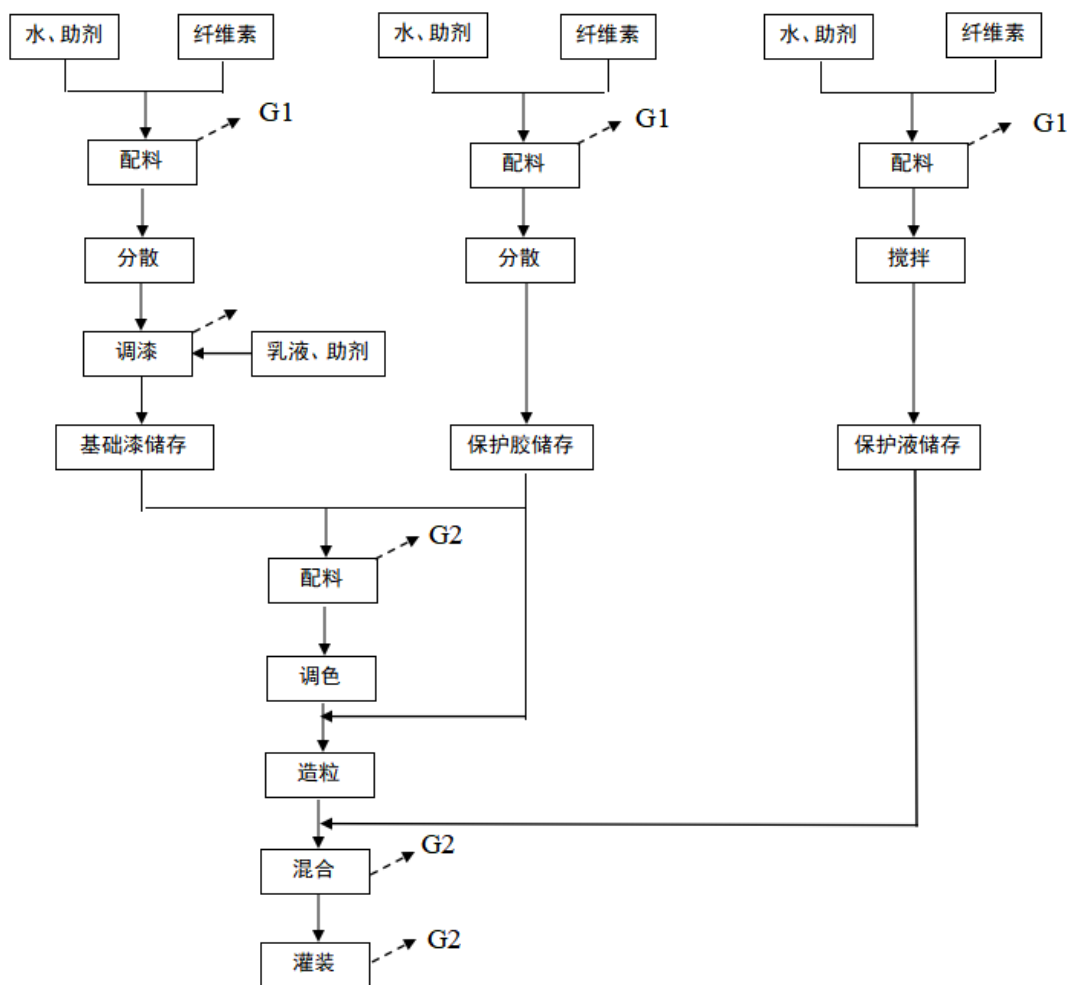 水、助剂
纤维素
水、助剂
纤维素
水、助剂
纤维素
G1
G1
G1
配料
配料
配料
分散
分散
搅拌
调漆
乳液、助剂
基础漆储存
保护胶储存
保护液储存
G2
配料
调色
造粒
G2
混合
G2
灌装